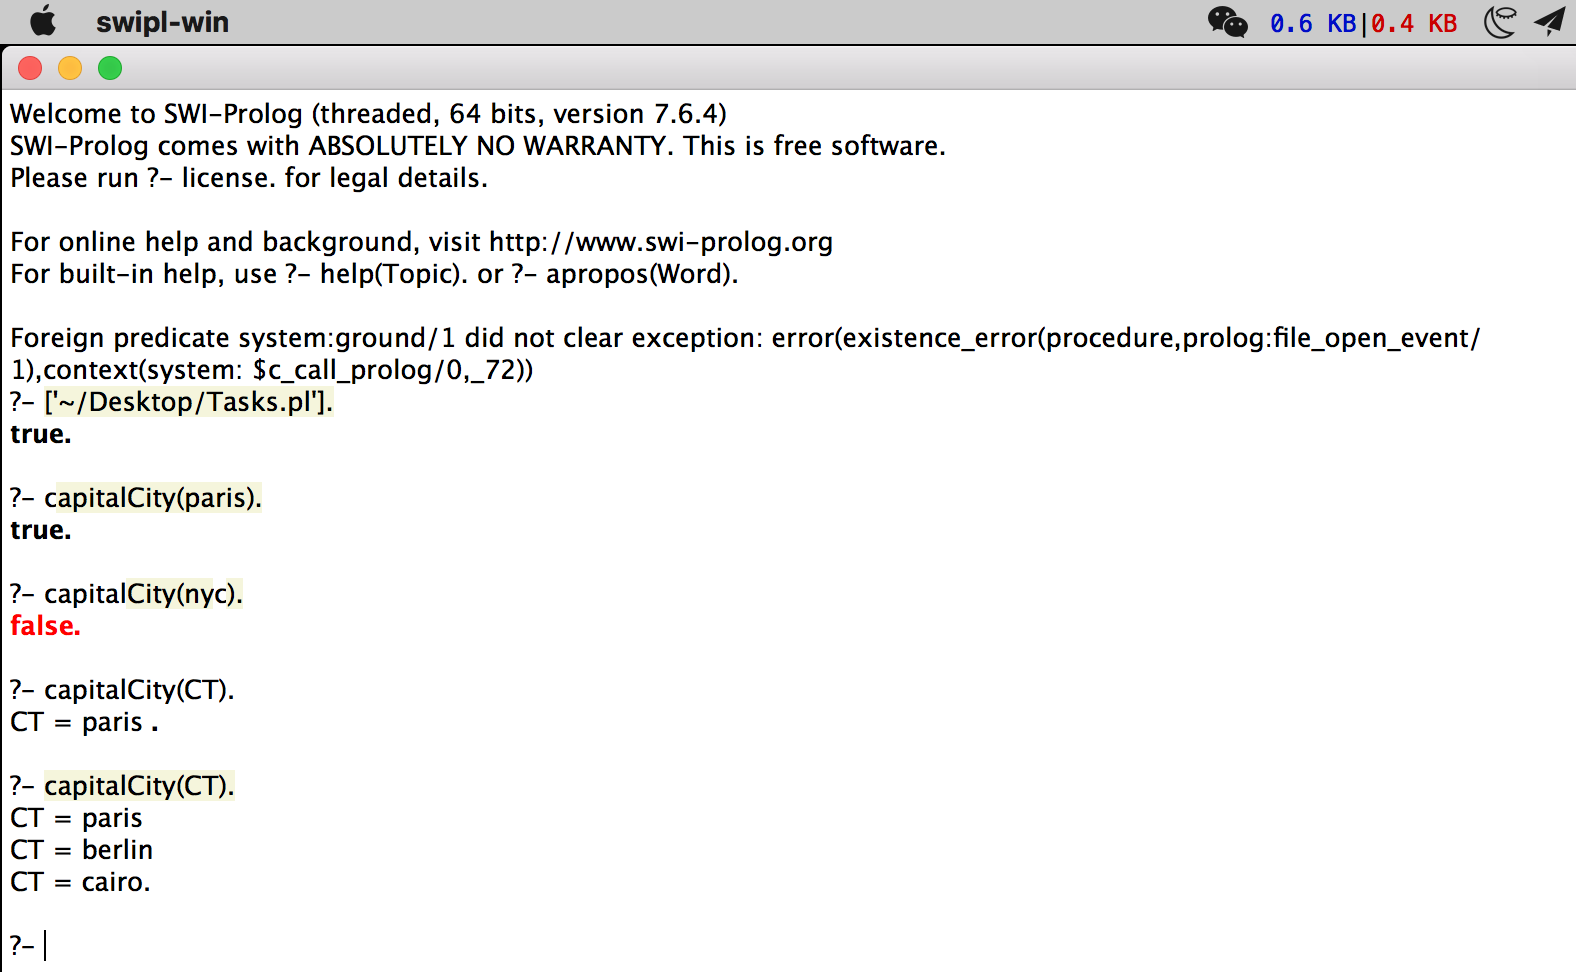 swipl-win 0.6 KB|0.4 KB
Welcome to SWI-Prolog (threaded, 64 bits, version 7.6.4)
SWI-Prolog comes with ABSOLUTELY NO WARRANTY. This is free software.
Please run ?- license. for legal details.
For online help and background, visit http://www.swi-prolog.org
For built-in help, use ?- help(Topic). or ?- apropos(Word).
Foreign predicate system:ground/1 did not clear exception: error(existence_error(procedure,prolog:file_open_event/
1),context(system: $c_call_prolog/0,_72))
?- ['~/Desktop/Tasks.pl'].
true.
?- capitalCity(paris).
true.
?- capitalCity(nyc).
false.
?- capitalCity(CT).
CT = paris .
?- capitalCity(CT).
CT = paris
CT = berlin
CT = cairo.
?-